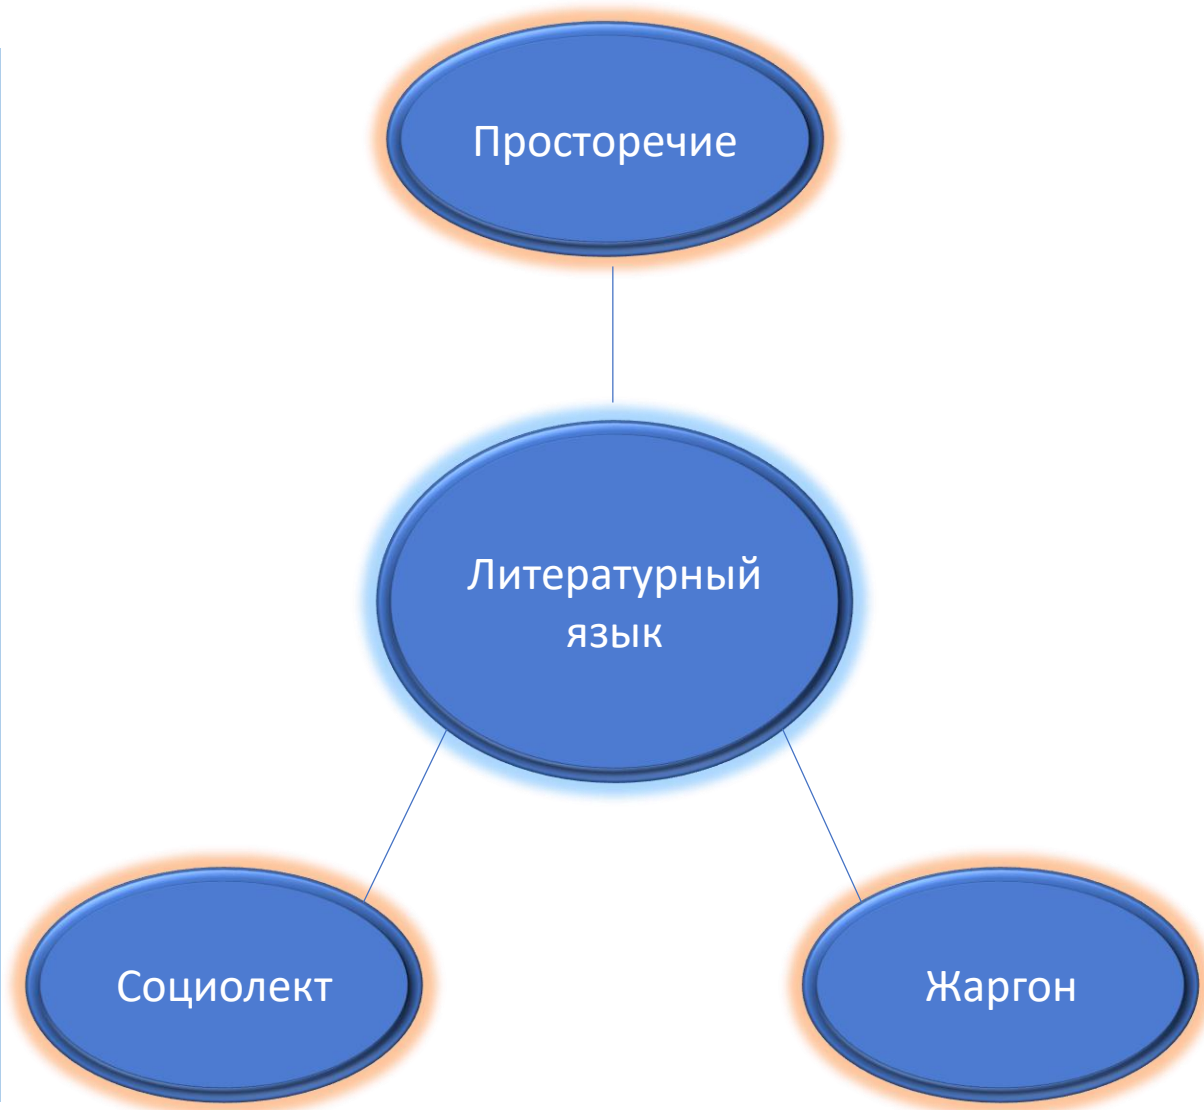 Просторечие
Литературный
язык
Социолект
Жаргон